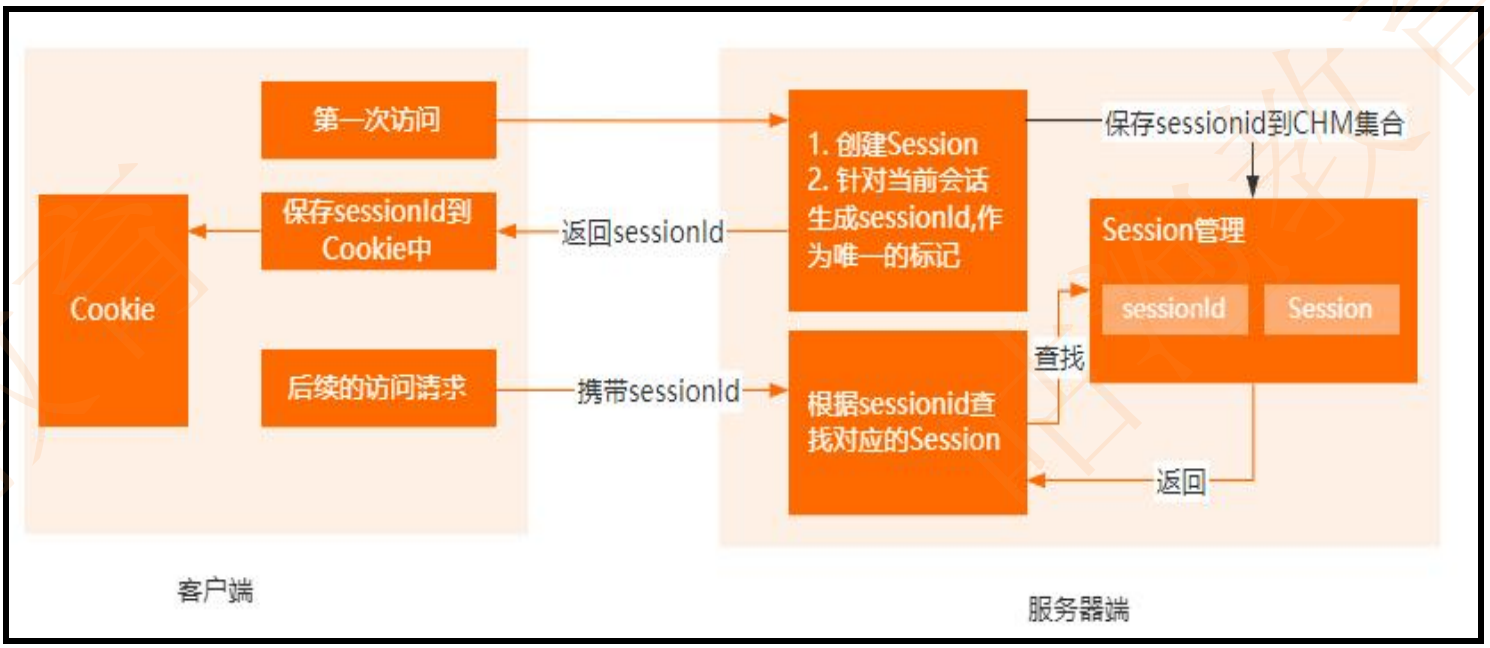 第一次访问
保存sessionId到
Cookie中
Cookie
后续的访问请求
客户端
返回sessionId
携带sessionId
1. 创建Session
2. 针对当前会话
生成sessionId,作
为唯一的标记
保存sessionid到CHM集合
Session管理
sessionId
Session
查找
根据sessionid查
找对应的Session
返回
服务器端